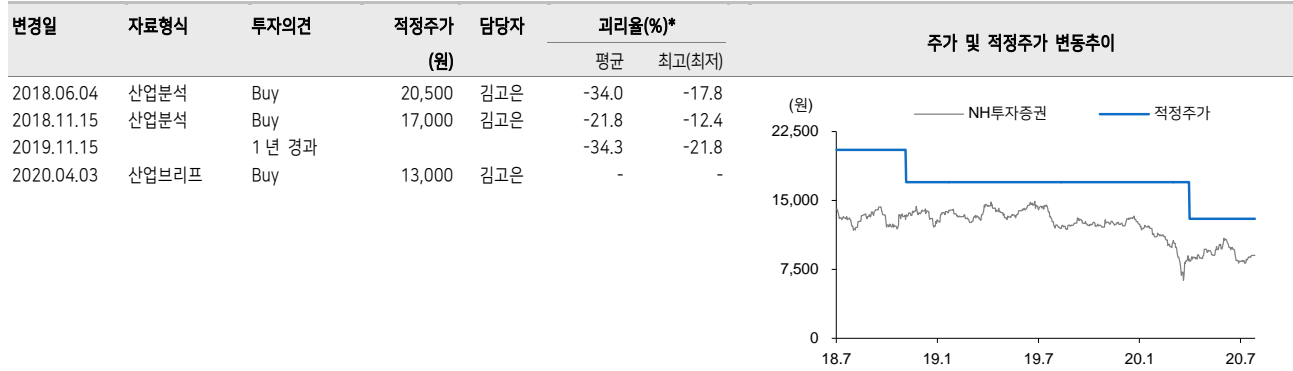 변경일 자료형식 투자의견 적정주가 담당자 괴리율(%)*
(원) 평균 최고(최저)
2018.06.04 산업분석 Buy 20,500 김고은 -34.0 -17.8
2018.11.15 산업분석 Buy 17,000 김고은 -21.8 -12.4
2019.11.15 1년 경과 -34.3 -21.8
2020.04.03 산업브리프 Buy 13,000 김고은 - -
주가 및 적정주가 변동추이
(원)
NH투자증권 적정주가
22,500
15,000
7,500
0
18.7 19.1 19.7 20.1 20.7